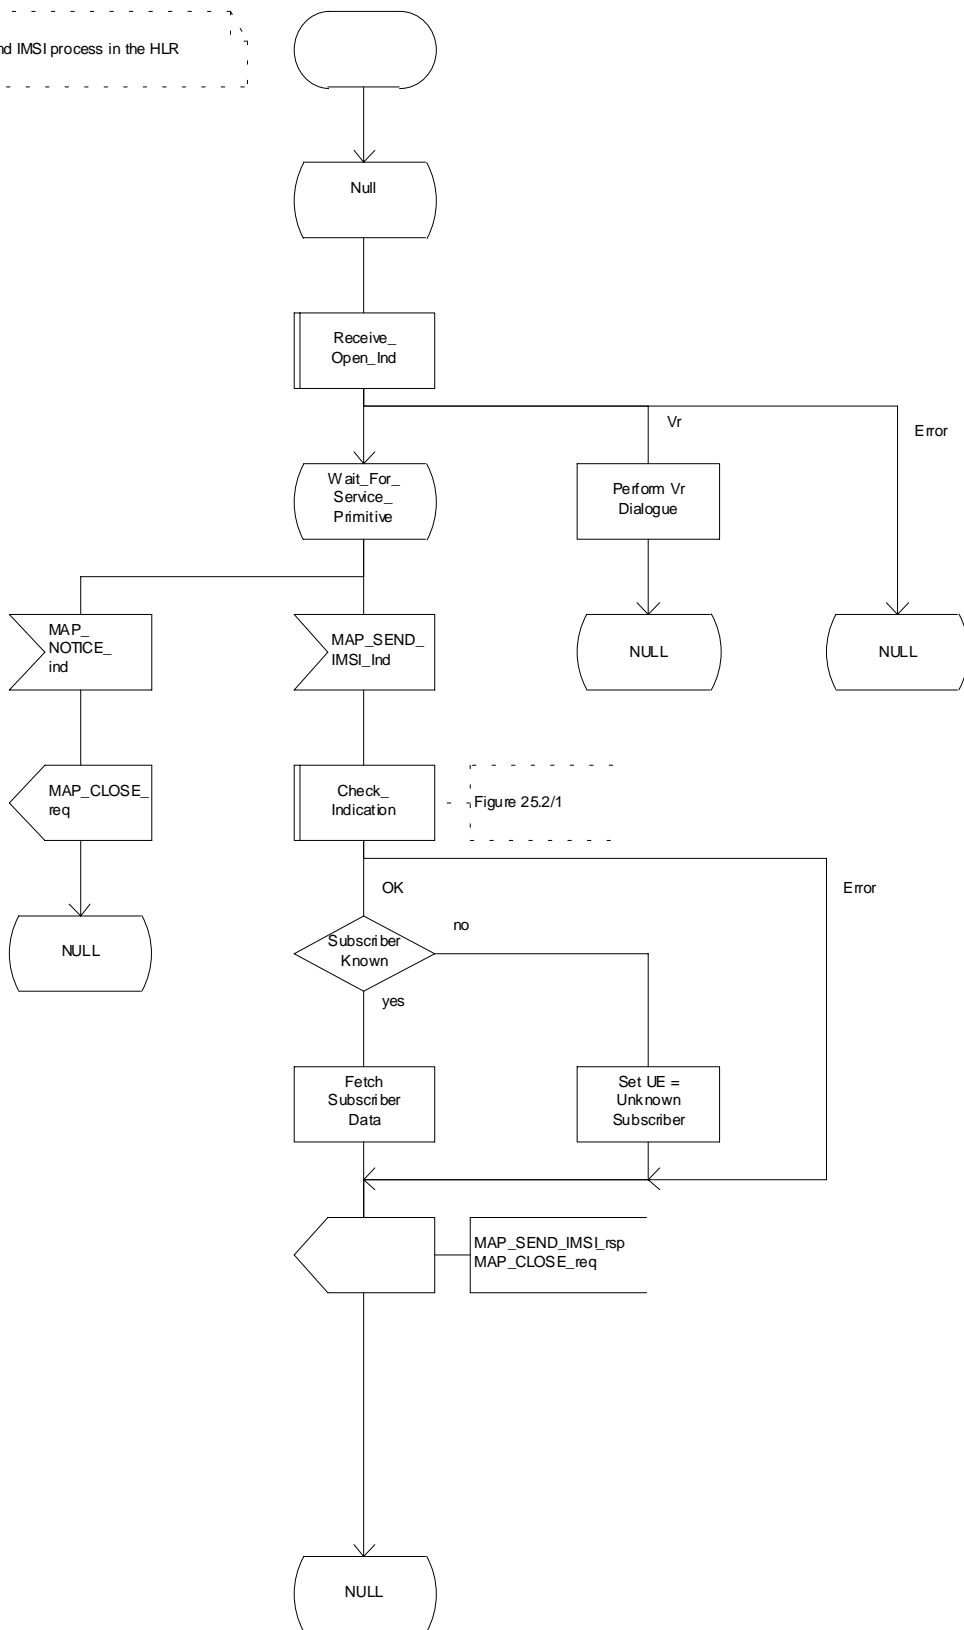 nd IMSI process in the HLR
Null
Receive_
Open_Ind
Vr
Error
Wait_For_
Service_
Primitive
Perform Vr
Dialogue
MAP_
NOTICE_
ind
MAP_SEND_
IMSI_Ind
NULL
NULL
MAP_CLOSE_
req
Check_
Indication
Figure 25.2/1
OK
Error
NULL
Subscriber
Known
no
yes
Fetch
Subscriber
Data
Set UE =
Unknown
Subscriber
MAP_SEND_IMSI_rsp
MAP_CLOSE_req
NULL